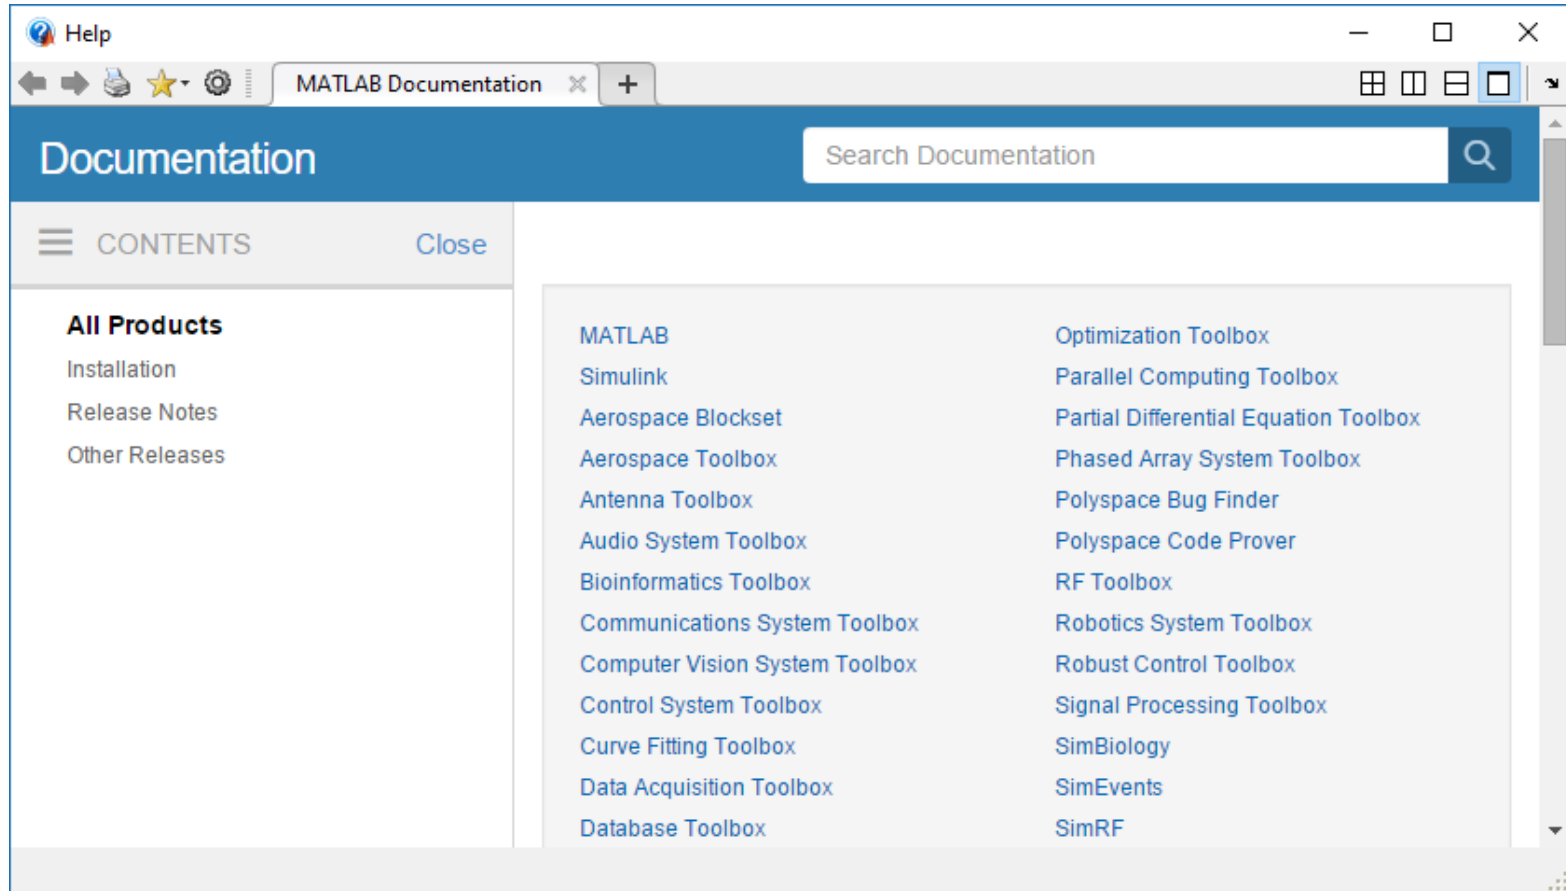 Help
MATLAB Documentation
Documentation
Search Documentation
CONTENTS Close
All Products
Installation
Release Notes
Other Releases
MATLAB
Simulink
Aerospace Blockset
Aerospace Toolbox
Antenna Toolbox
Audio System Toolbox
Bioinformatics Toolbox
Communications System Toolbox
Computer Vision System Toolbox
Control System Toolbox
Curve Fitting Toolbox
Data Acquisition Toolbox
Database Toolbox
Optimization Toolbox
Parallel Computing Toolbox
Partial Differential Equation Toolbox
Phased Array System Toolbox
Polyspace Bug Finder
Polyspace Code Prover
RF Toolbox
Robotics System Toolbox
Robust Control Toolbox
Signal Processing Toolbox
SimBiology
SimEvents
SimRF